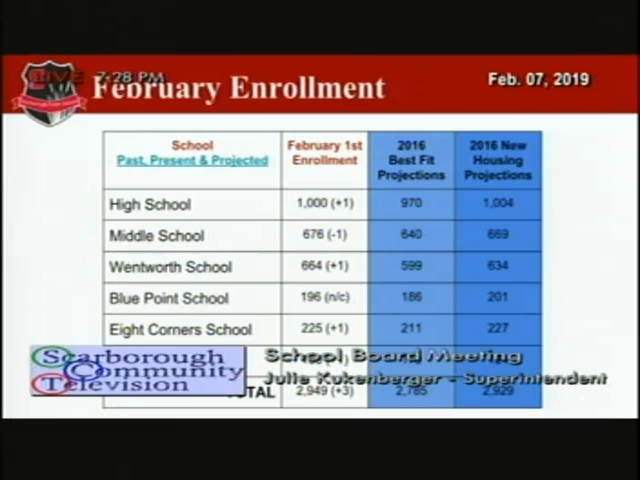 LIVE 7:28 PM
February Enrollment
Feb. 07, 2019
School
Past, Present & Projected
February 1st
Enrollment
2016
Best Fit
Projections
2016 New
Housing
Projections
High School 1,000 (+1) 970 1,004
Middle School 676 (-1) 640 669
Wentworth School 664 (+1) 599 634
Blue Point School 196 (n/c) 186 201
Eight Corners School 225 (+1) 211 227
Scarborough
Community
Television
School Board Meeting
Julie Kukenberger - Superintendent
TOTAL 2,949 (+3) 2,785 2,929